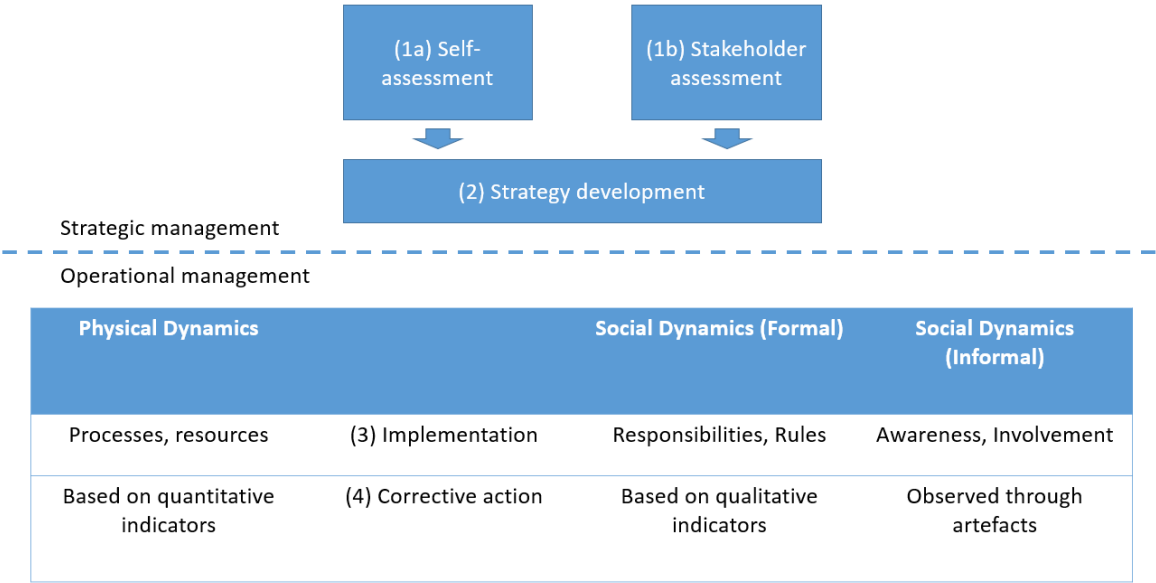 (1a) Self-
assessment
(1b) Stakeholder
assessment
(2) Strategy development
Strategic management
Operational management
Physical Dynamics
Social Dynamics (Formal)
Social Dynamics
(Informal)
Processes, resources
(3) Implementation
Responsibilities, Rules
Awareness, Involvement
Based on quantitative
indicators
(4) Corrective action
Based on qualitative
indicators
Observed through
artefacts